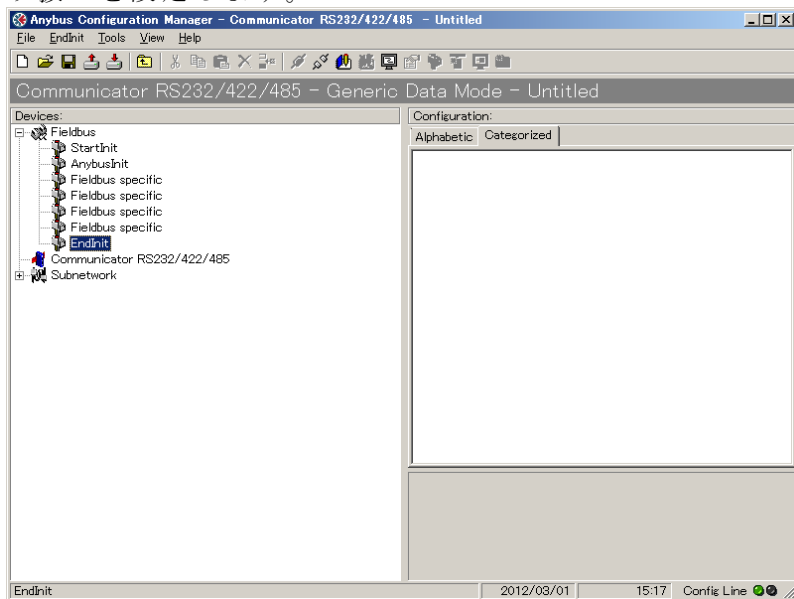 Anybus Configuration Manager - Communicator RS232/422/485 - Untitled
File EndInit Tools View Help
Communicator RS232/422/485 - Generic Data Mode - Untitled
Devices:
Configuration:
Fieldbus
StartInit
AnybusInit
Fieldbus specific
Fieldbus specific
Fieldbus specific
Fieldbus specific
EndInit
Communicator RS232/422/485
Subnetwork
Alphabetic Categorized
EndInit
2012/03/01
15:17
Config Line